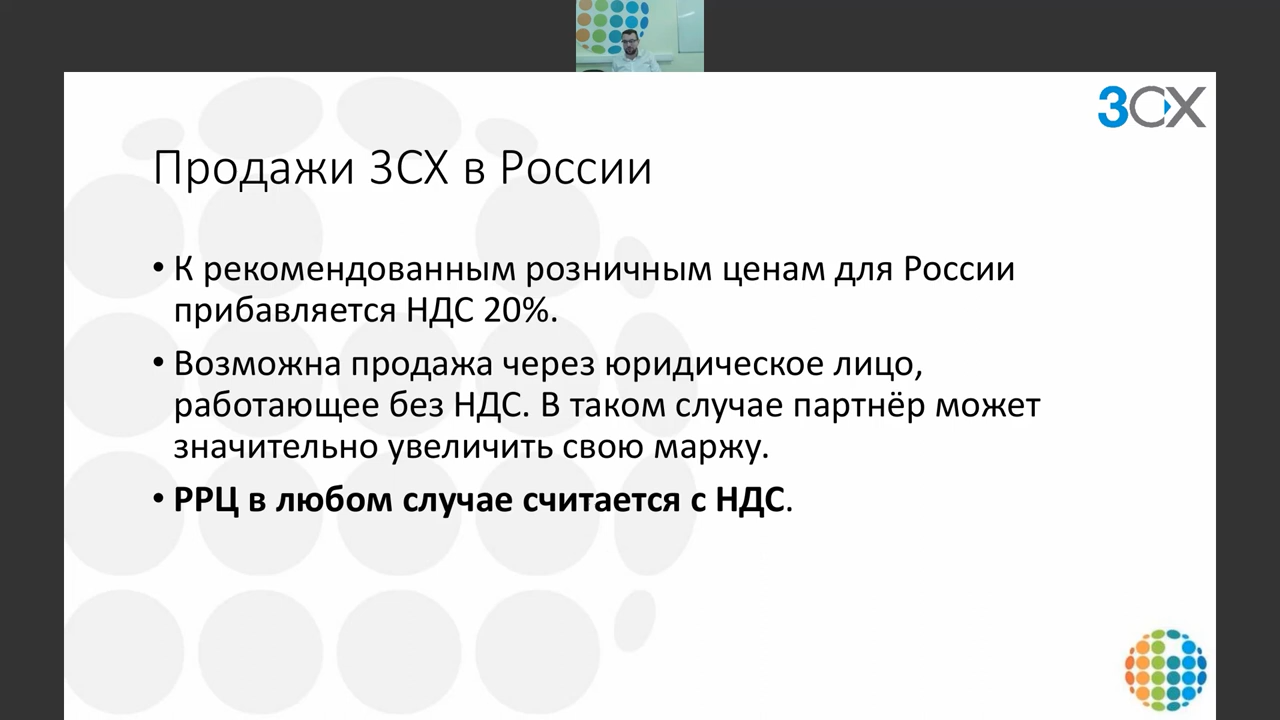 3CX
Продажи 3CX в России
• К рекомендованным розничным ценам для России
прибавляется НДС 20%.
• Возможна продажа через юридическое лицо,
работающее без НДС. В таком случае партнёр может
значительно увеличить свою маржу.
• РРЦ в любом случае считается с НДС.